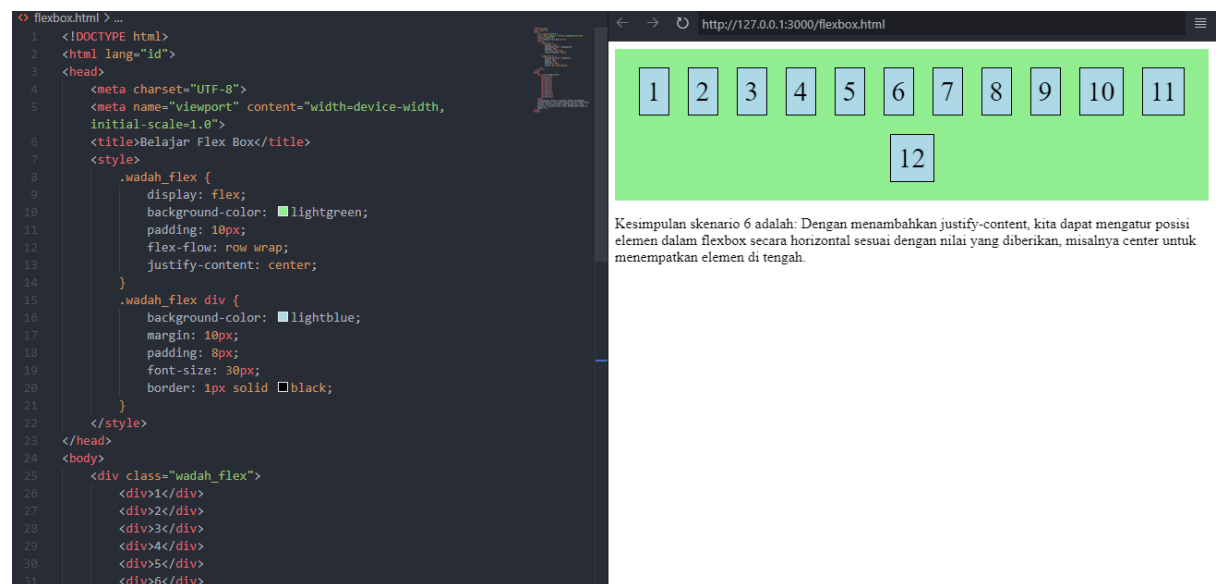 flexbox.html > ...
1 <!DOCTYPE html>
2 <html lang="id">
3 <head>
4 <meta charset="UTF-8">
5 <meta name="viewport" content="width=device-width,
initial-scale=1.0">
6 <title>Belajar Flex Box</title>
7 <style>
8 .wadah_flex {
9 display: flex;
10 background-color: lightgreen;
11 padding: 10px;
12 flex-flow: row wrap;
13 justify-content: center;
14 }
15 .wadah_flex div {
16 background-color: lightblue;
17 margin: 10px;
18 padding: 8px;
19 font-size: 30px;
20 border: 1px solid black;
21 }
22 </style>
23 </head>
24 <body>
25 <div class="wadah_flex">
26 <div>1</div>
27 <div>2</div>
28 <div>3</div>
29 <div>4</div>
30 <div>5</div>
31 <div>6</div>
http://127.0.0.1:3000/flexbox.html
1 2 3 4 5 6 7 8 9 10 11
12
Kesimpulan skenario 6 adalah: Dengan menambahkan justify-content, kita dapat mengatur posisi
elemen dalam flexbox secara horizontal sesuai dengan nilai yang diberikan, misalnya center untuk
menempatkan elemen di tengah.